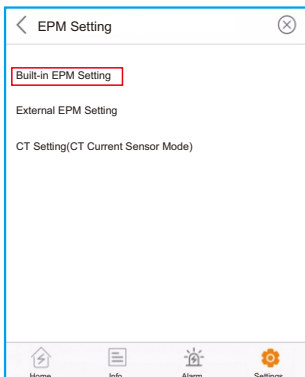 EPM Setting
Built-in EPM Setting
External EPM Setting
CT Setting(CT Current Sensor Mode)
Home Info Alarm Settings